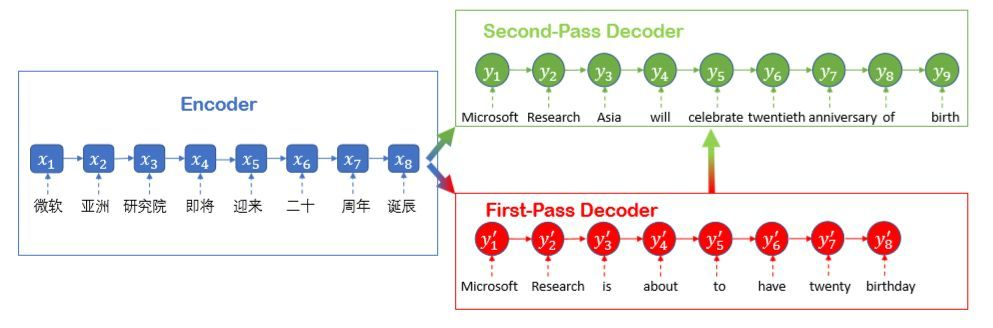 Encoder
x1 x2 x3 x4 x5 x6 x7 x8
微软 亚洲 研究院 即将 迎来 二十 周年 诞辰
Second-Pass Decoder
y1 y2 y3 y4 y5 y6 y7 y8 y9
Microsoft Research Asia will celebrate twentieth anniversary of birth
First-Pass Decoder
y′1 y′2 y′3 y′4 y′5 y′6 y′7 y′8
Microsoft Research is about to have twenty birthday